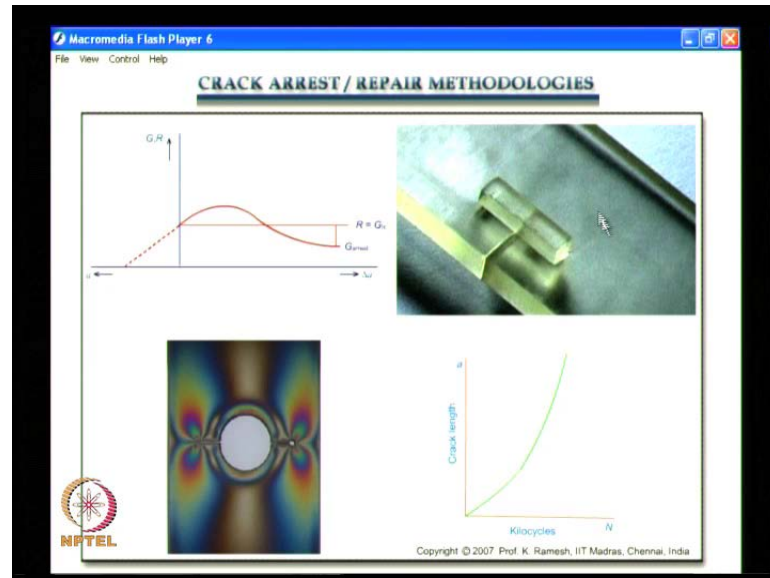 Macromedia Flash Player 6
File View Control Help
CRACK ARREST / REPAIR METHODOLOGIES
G,R
G_arrest
a
Crack length
Kilocycles
N
NPTEL
Copyright © 2007 Prof. K. Ramesh, IIT Madras, Chennai, India